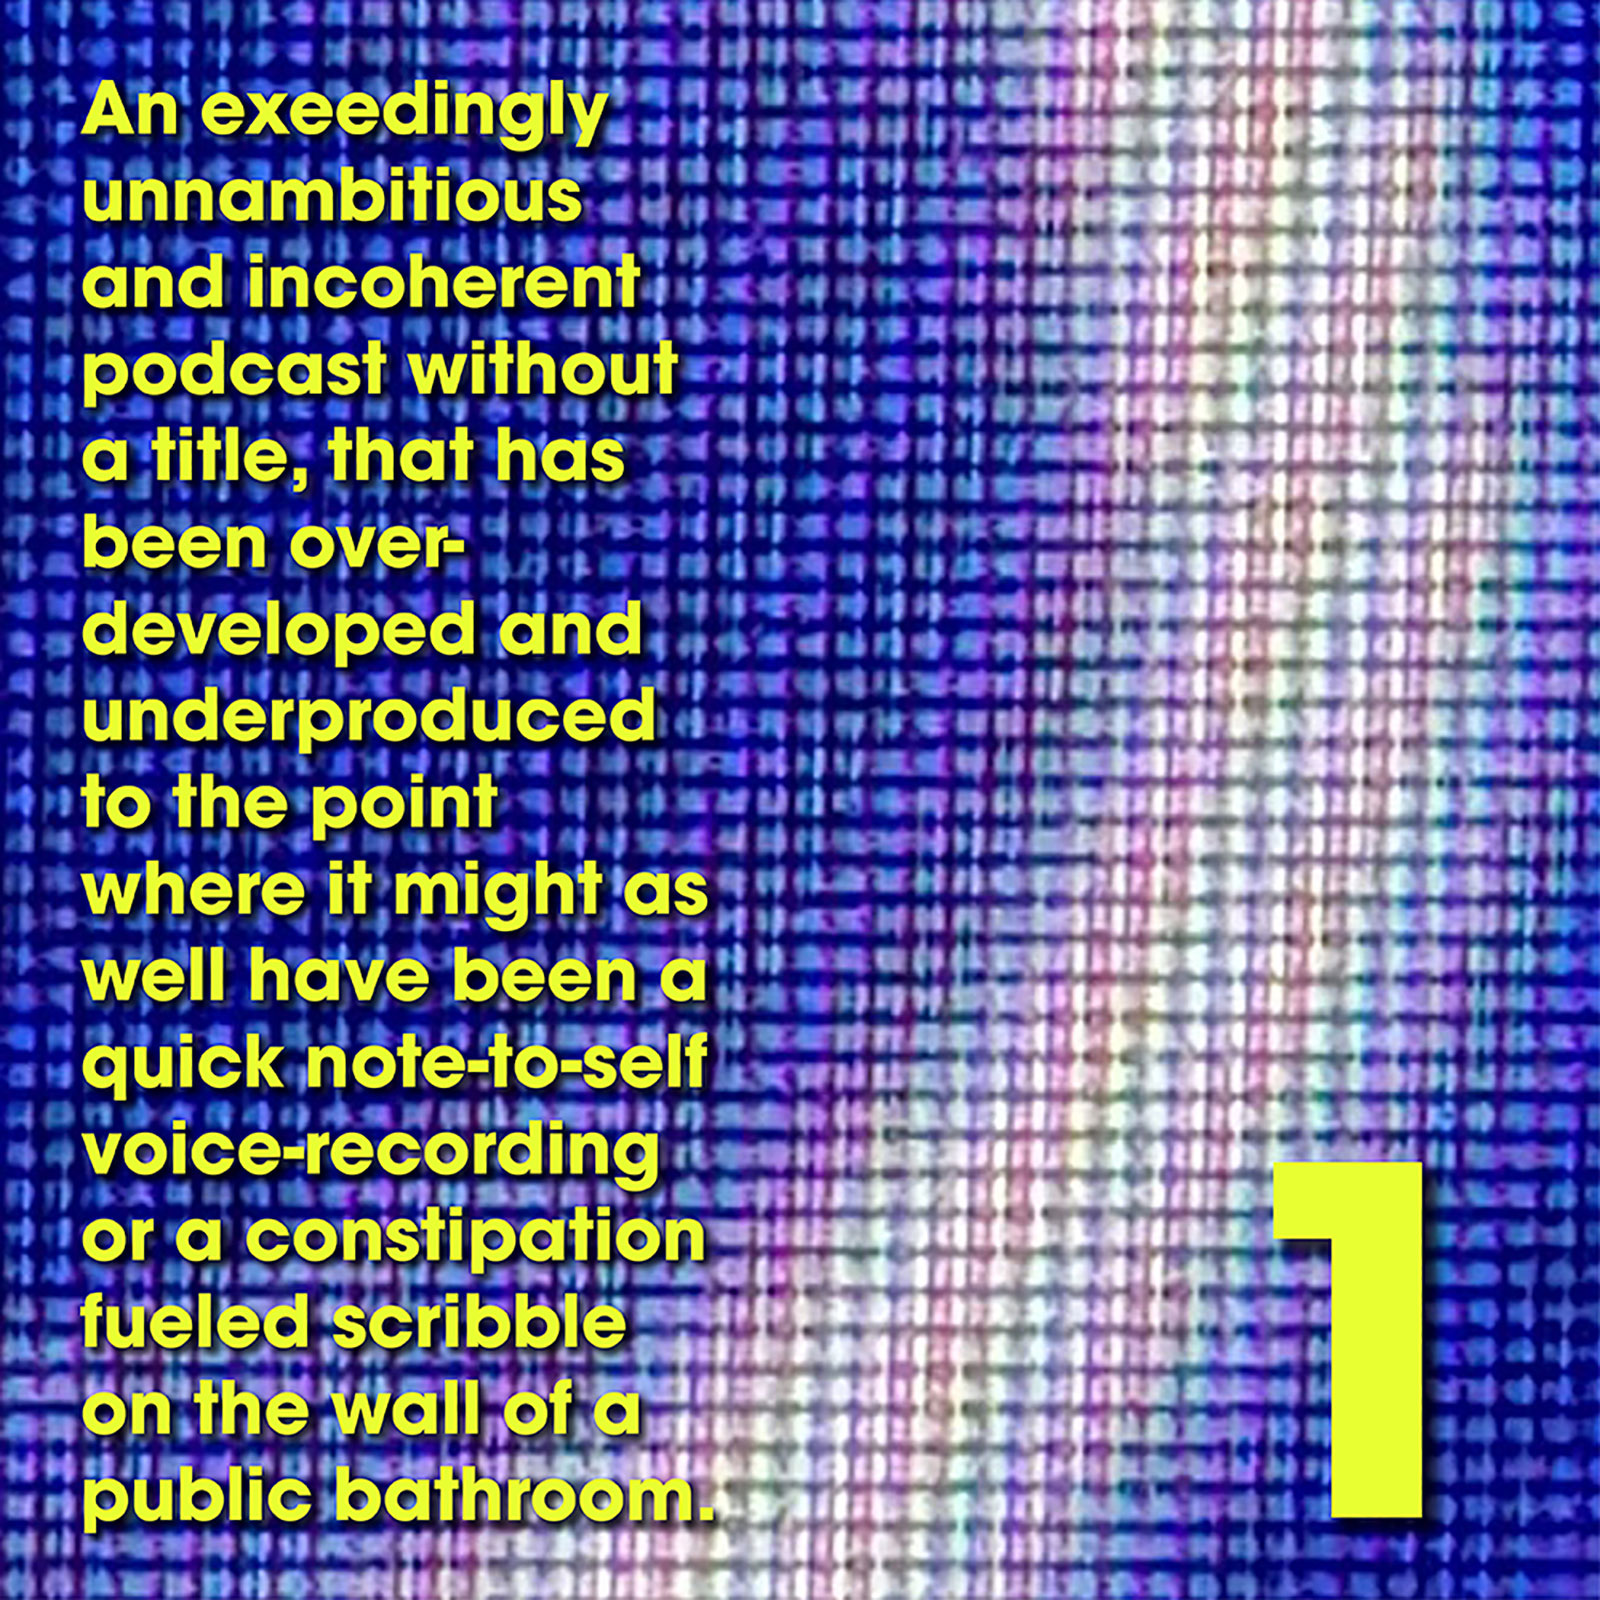 An exeedingly
unnambitious
and incoherent
podcast without
a title, that has
been over-
developed and
underproduced
to the point
where it might as
well have been a
quick note-to-self
voice-recording
or a constipation
fueled scribble
on the wall of a
public bathroom.
1